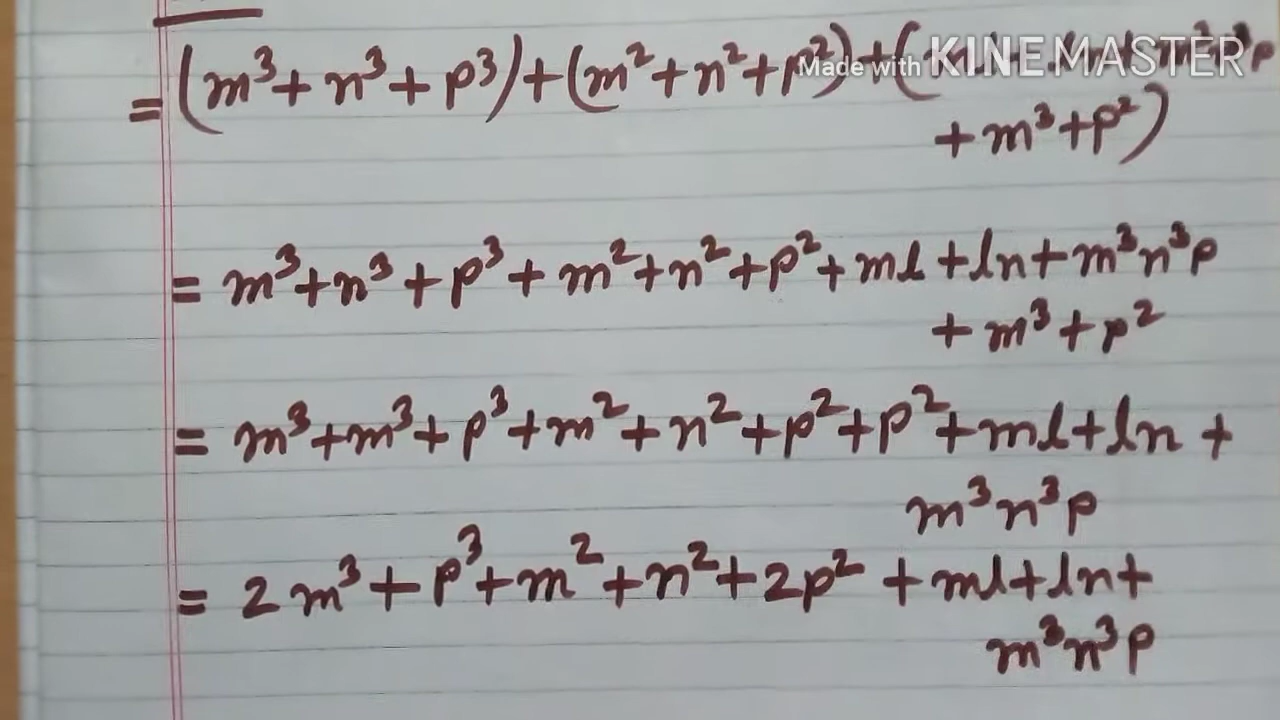 = (m³ + n³ + p³) + (m² + n² + p²) + (
Made with KINEMASTER
+ m³ + p²)
= m³ + n³ + p³ + m² + n² + p² + ml + ln + m³n³p
+ m³ + p²
= m³ + m³ + p³ + m² + n² + p² + p² + ml + ln +
m³n³p
= 2m³ + p³ + m² + n² + 2p² + ml + ln +
m³n³p